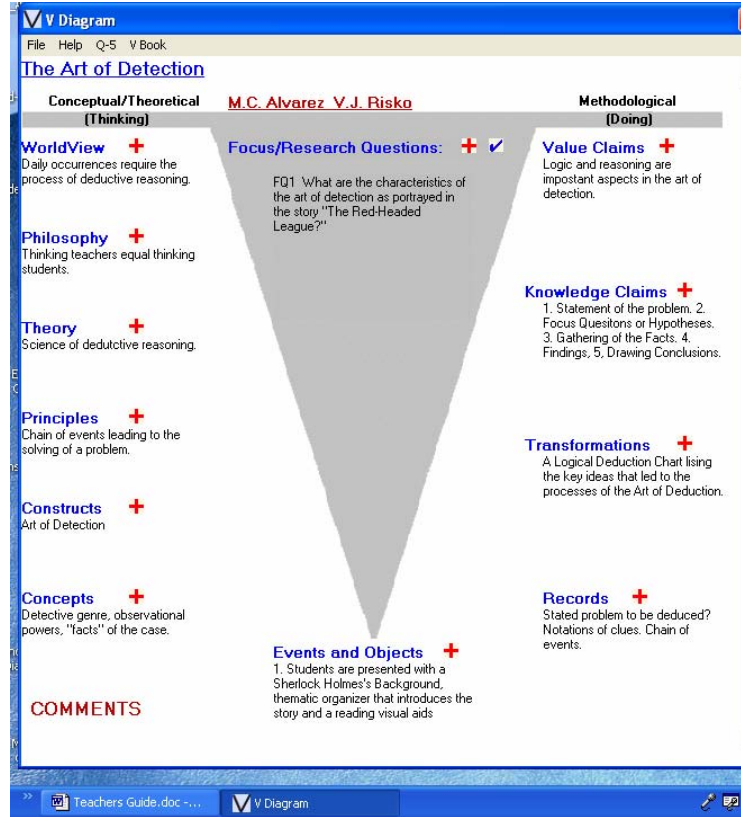 V Diagram
File Help Q-5 V Book
The Art of Detection
Conceptual/Theoretical
(Thinking)
M.C. Alvarez V.J. Risko
Methodological
(Doing)
WorldView
Daily occurrences require the
process of deductive reasoning.
Philosophy
Thinking teachers equal thinking
students.
Theory
Science of dedutctive reasoning.
Principles
Chain of events leading to the
solving of a problem.
Constructs
Art of Detection
Concepts
Detective genre, observational
powers, "facts" of the case.
COMMENTS
Focus/Research Questions:
FQ1 What are the characteristics of
the art of detection as portrayed in
the story "The Red-Headed
League?"
Events and Objects
1. Students are presented with a
Sherlock Holmes's Background,
thematic organizer that introduces the
story and a reading visual aids
Value Claims
Logic and reasoning are
impostant aspects in the art of
detection.
Knowledge Claims
1. Statement of the problem. 2.
Focus Quesitons or Hypotheses.
3. Gathering of the Facts. 4.
Findings, 5, Drawing Conclusions.
Transformations
A Logical Deduction Chart lising
the key ideas that led to the
processes of the Art of Deduction.
Records
Stated problem to be deduced?
Notations of clues. Chain of
events.
Teachers Guide.doc -...
V Diagram